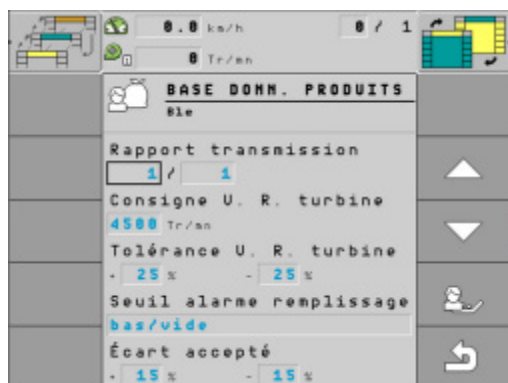 0.0 km/h
0 / 1
0 Tr/mn
BASE DONN. PRODUITS
Ble
Rapport transmission
1 / 1
Consigne V. R. turbine
4500 Tr/mn
Tolérance V. R. turbine
+ 25 % - 25 %
Seuil alarme remplissage
bas/vide
Écart accepté
+ 15 % - 15 %